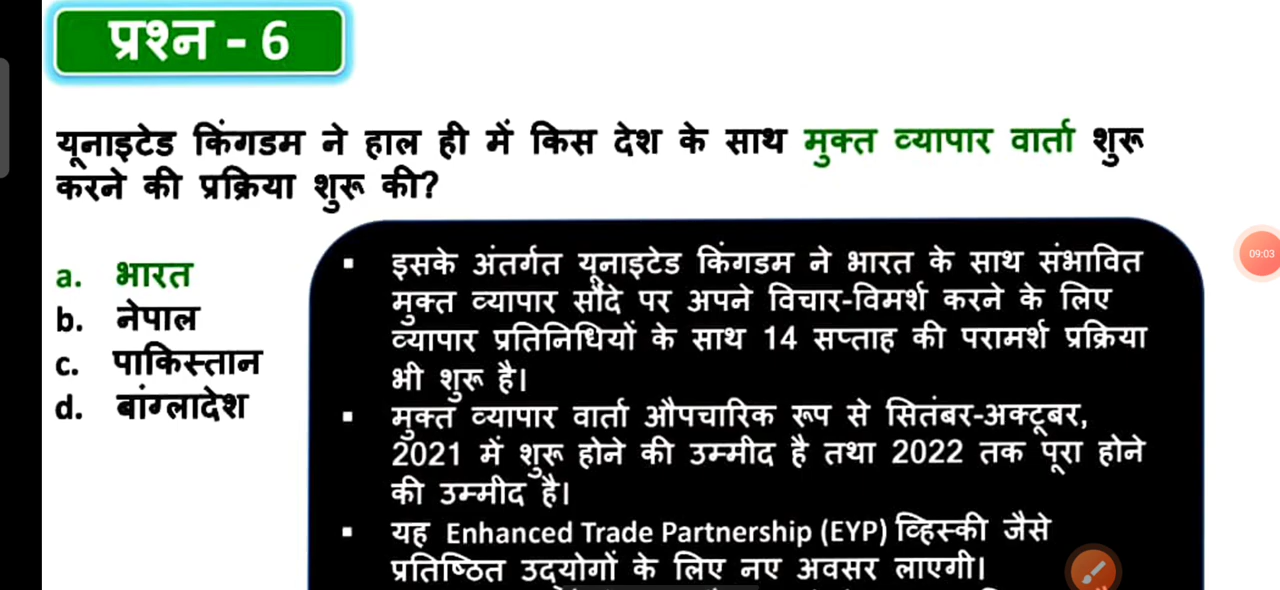 प्रश्न - 6
यूनाइटेड किंगडम ने हाल ही में किस देश के साथ मुक्त व्यापार वार्ता शुरू
करने की प्रक्रिया शुरू की?
a. भारत
b. नेपाल
c. पाकिस्तान
d. बांग्लादेश
▪ इसके अंतर्गत यूनाइटेड किंगडम ने भारत के साथ संभावित
मुक्त व्यापार सौदे पर अपने विचार-विमर्श करने के लिए
व्यापार प्रतिनिधियों के साथ 14 सप्ताह की परामर्श प्रक्रिया
भी शुरू है।
▪ मुक्त व्यापार वार्ता औपचारिक रूप से सितंबर-अक्टूबर,
2021 में शुरू होने की उम्मीद है तथा 2022 तक पूरा होने
की उम्मीद है।
▪ यह Enhanced Trade Partnership (EYP) व्हिस्की जैसे
प्रतिष्ठित उद्योगों के लिए नए अवसर लाएगी।
09:03